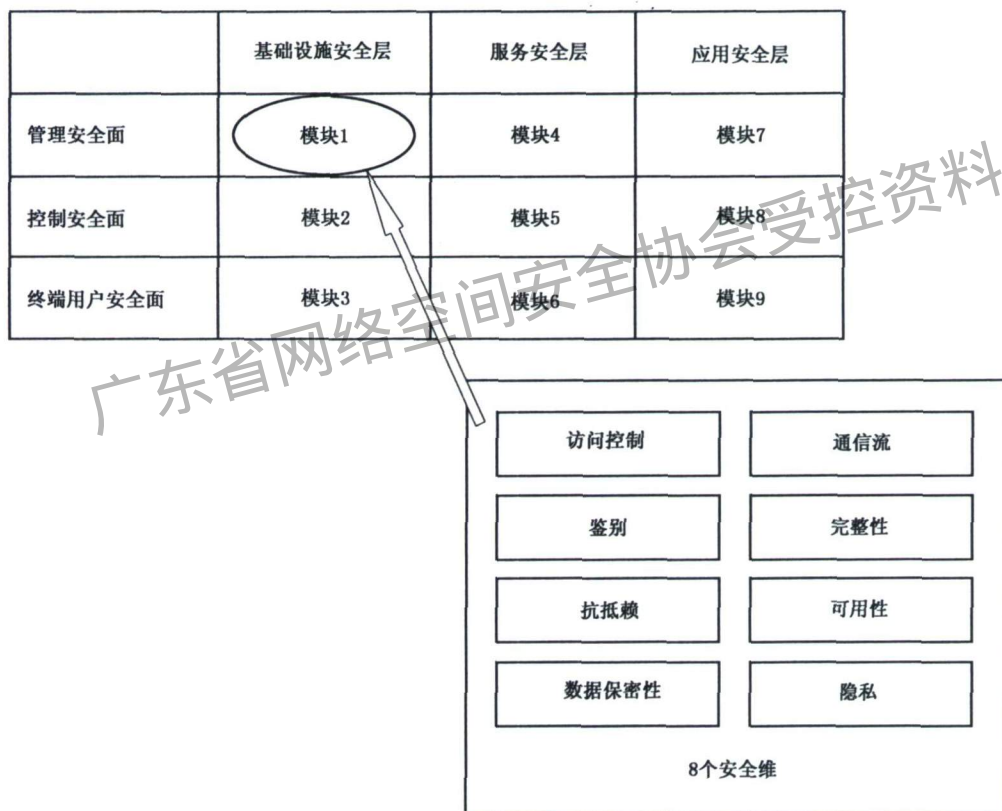 基础设施安全层 服务安全层 应用安全层
管理安全面 模块1 模块4 模块7
控制安全面 模块2 模块5 模块8
终端用户安全面 模块3 模块6 模块9
广东省网络空间安全协会受控资料
访问控制 通信流
鉴别 完整性
抗抵赖 可用性
数据保密性 隐私
8个安全维